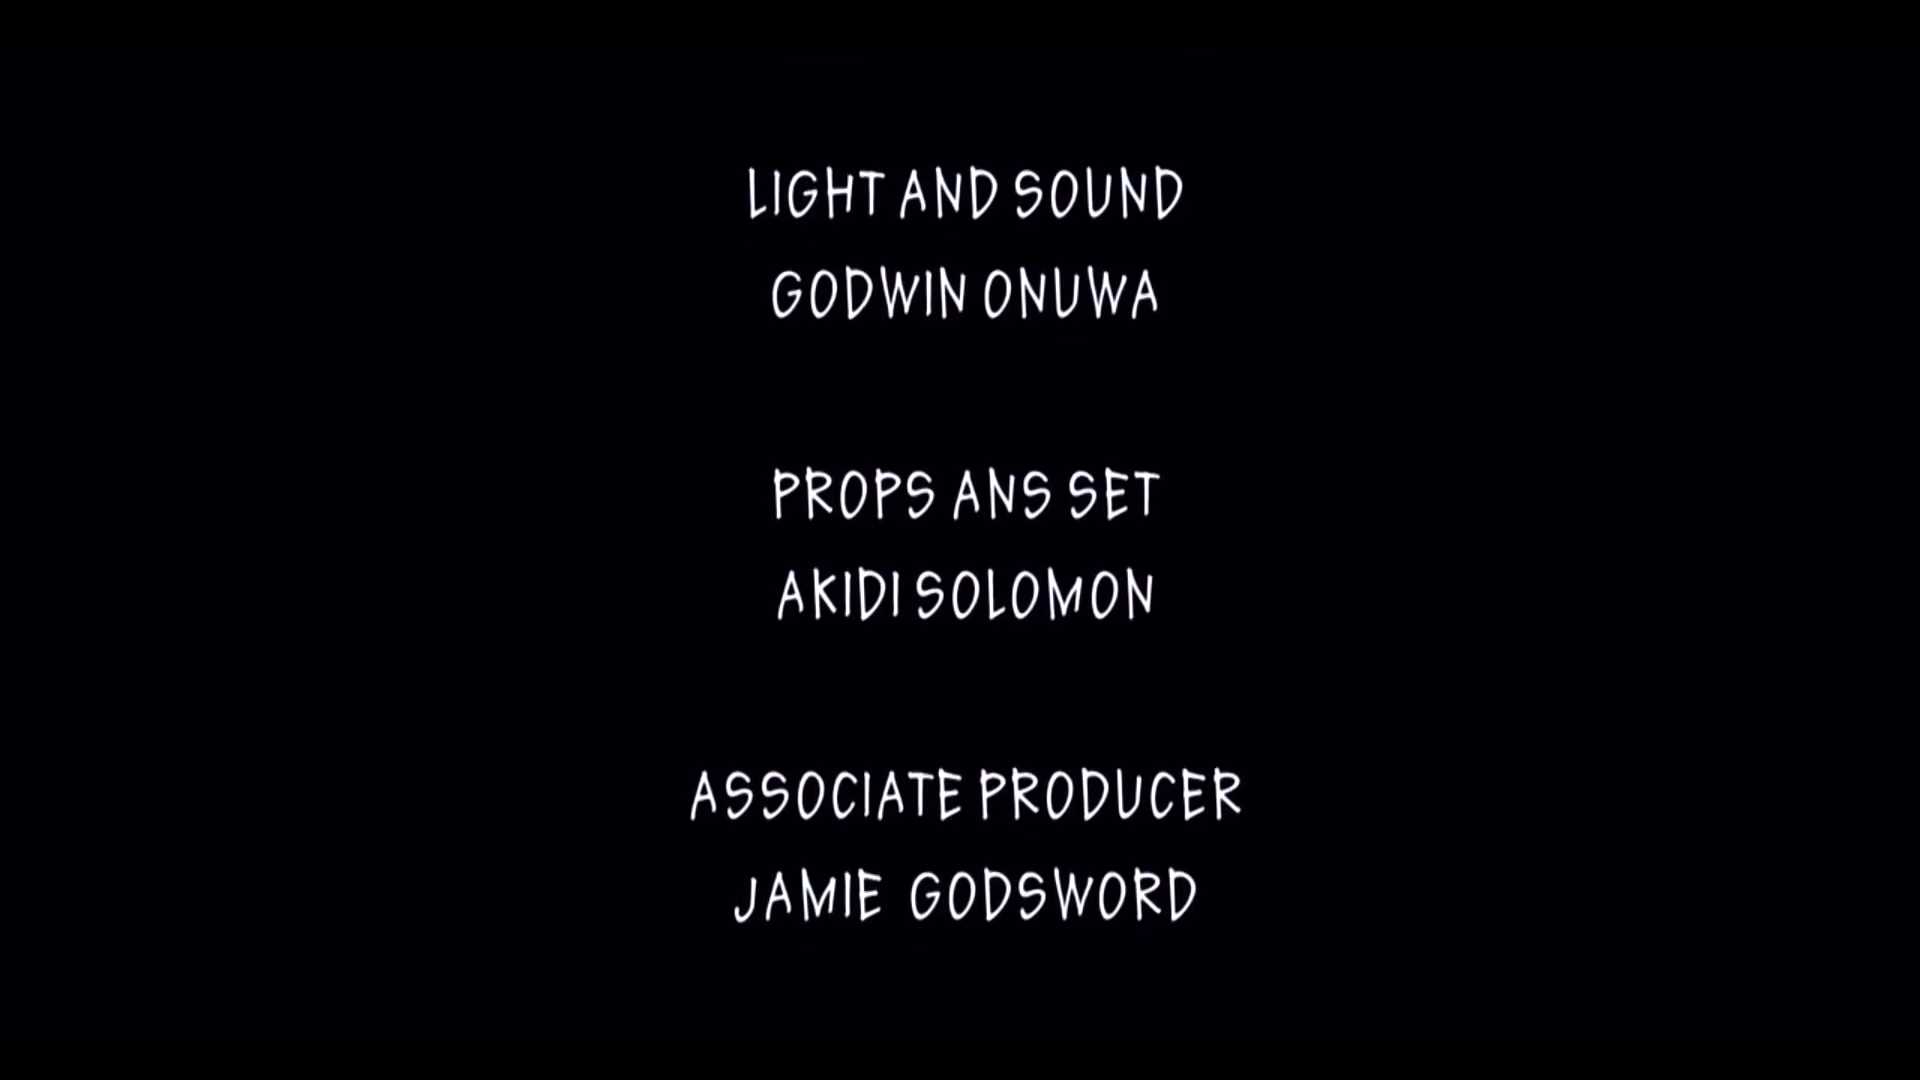 LIGHT AND SOUND
GODWIN ONUWA
PROPS ANS SET
AKIDI SOLOMON
ASSOCIATE PRODUCER
JAMIE GODSWORD